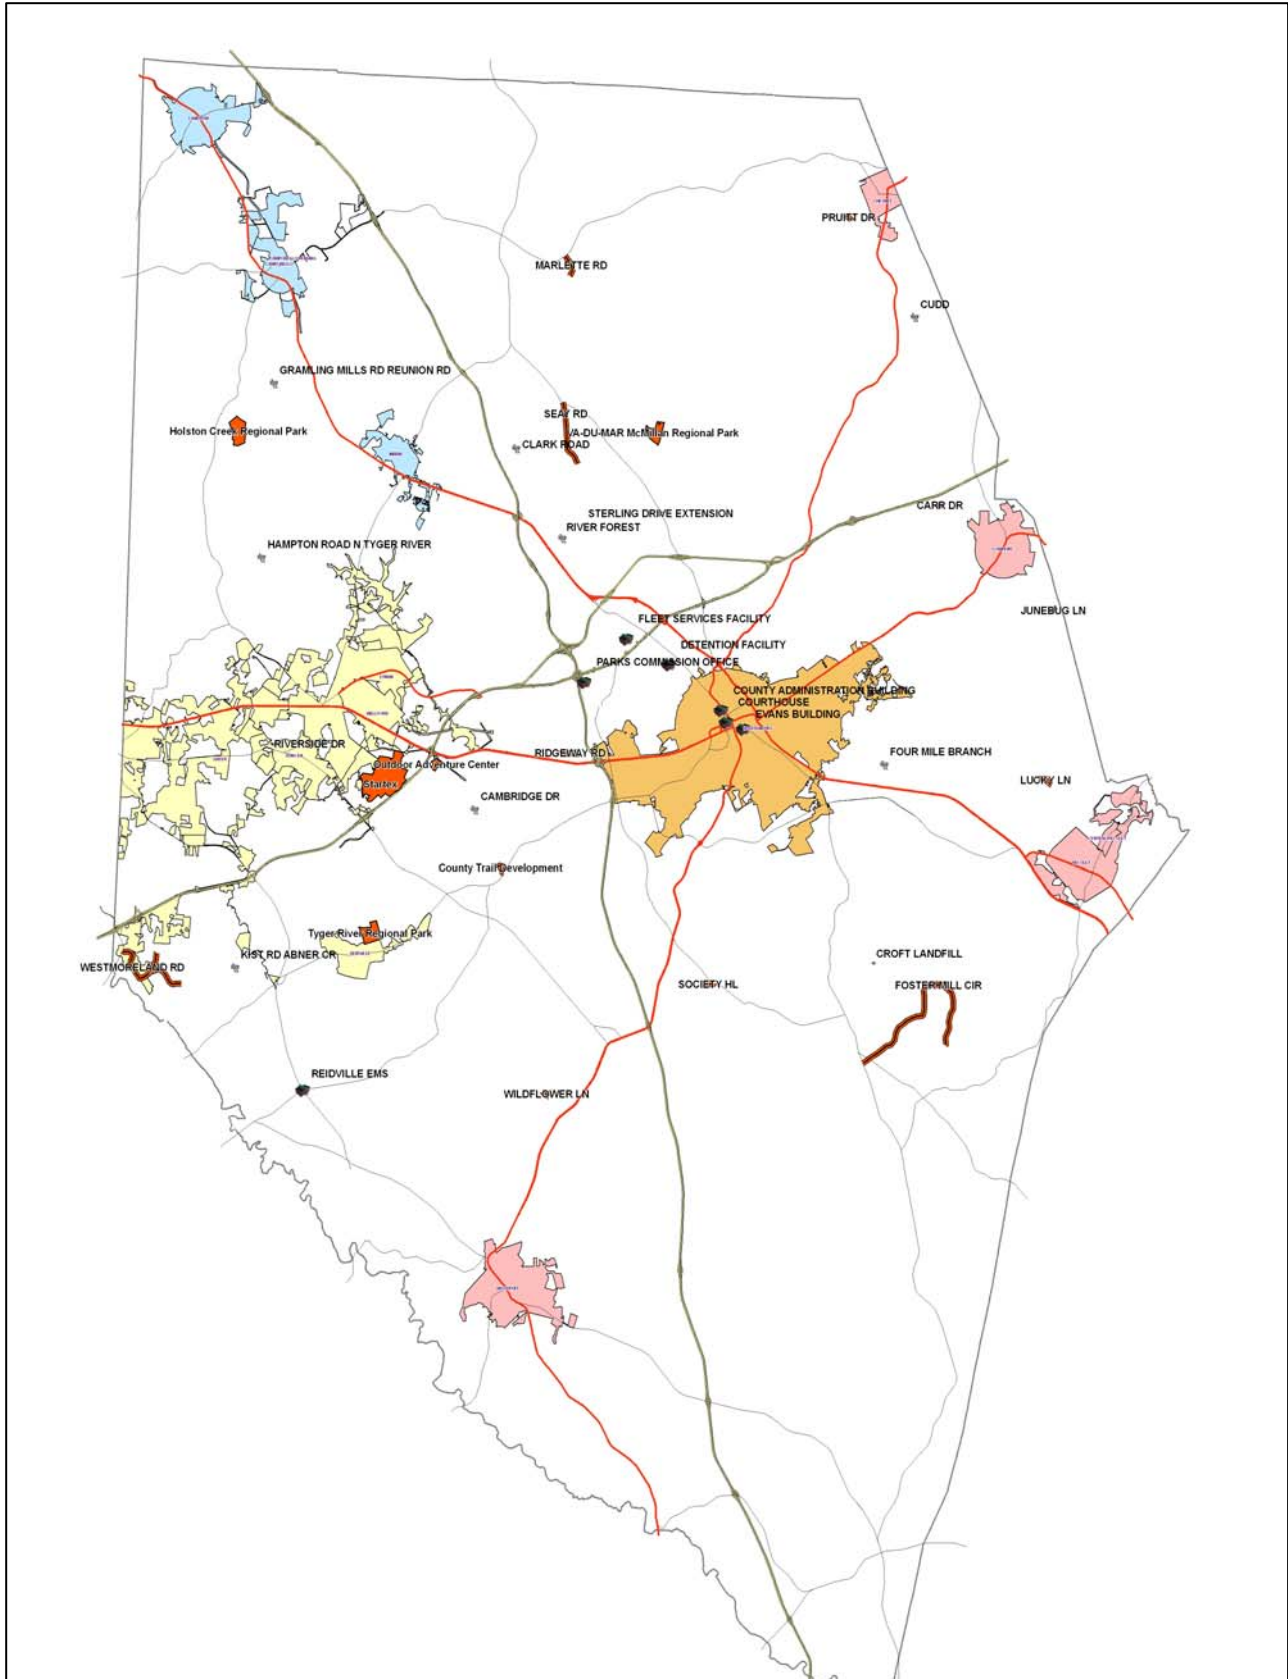 PRUITT DR
MARLETTE RD
CUDD
GRAMLING MILLS RD REUNION RD
SEAY RD
Holston Creek Regional Park
VA-DU-MAR McMillan Regional Park
CLARK ROAD
CARR DR
STERLING DRIVE EXTENSION
RIVER FOREST
HAMPTON ROAD N TYGER RIVER
JUNEBUG LN
FLEET SERVICES FACILITY
DETENTION FACILITY
PARKS COMMISSION OFFICE
COUNTY ADMINISTRATION BUILDING
COURTHOUSE
EVANS BUILDING
RIVERSIDE DR
RIDGEWAY RD
FOUR MILE BRANCH
Outdoor Adventure Center
Startex
LUCKY LN
CAMBRIDGE DR
County Trail Development
Tyger River Regional Park
KIST RD ABNER CR
CROFT LANDFILL
WESTMORELAND RD
SOCIETY HL
FOSTER MILL CIR
REIDVILLE EMS
WILDFLOWER LN